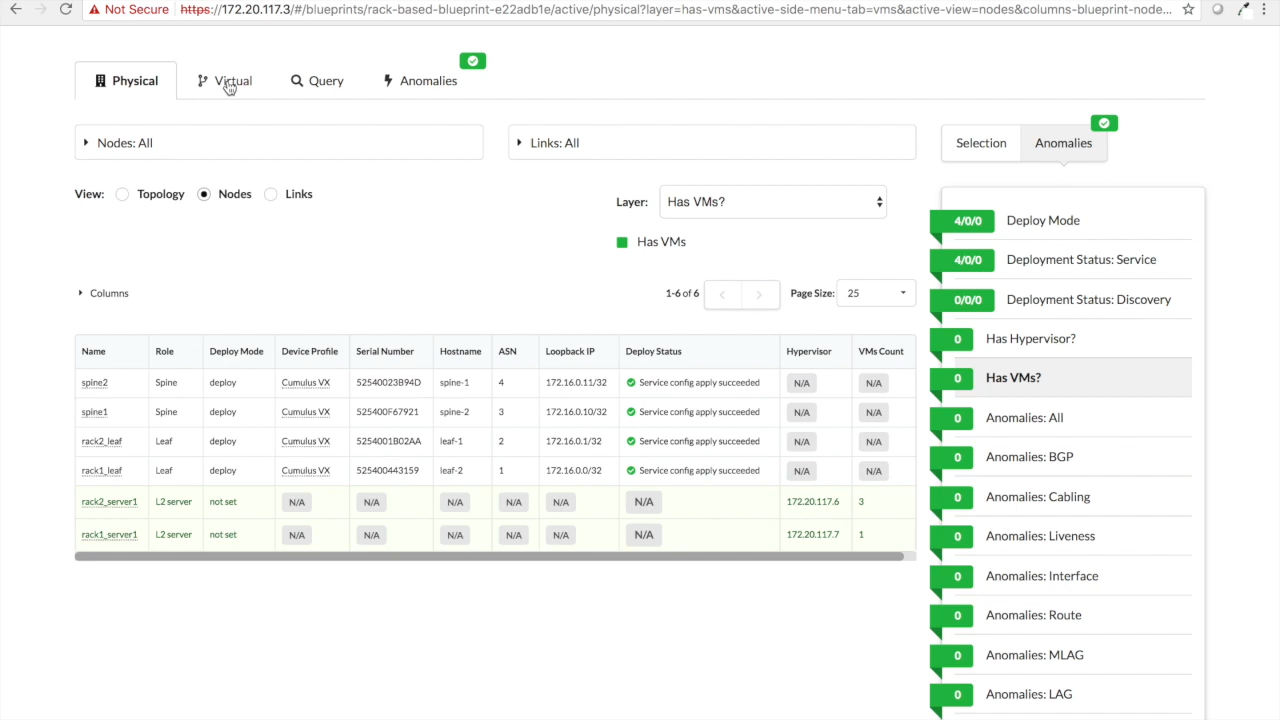 Not Secure https://172.20.117.3/#/blueprints/rack-based-blueprint-e22adb1e/active/physical?layer=has-vms&active-side-menu-tab=vms&active-view=nodes&columns-blueprint-node...
Physical Virtual Query Anomalies
Nodes: All Links: All Selection Anomalies
View: Topology Nodes Links Layer: Has VMs?
Has VMs
Columns 1-6 of 6 Page Size: 25
Name Role Deploy Mode Device Profile Serial Number Hostname ASN Loopback IP Deploy Status Hypervisor VMs Count
spine2 Spine deploy Cumulus VX 52540023B94D spine-1 4 172.16.0.11/32 Service config apply succeeded N/A N/A
spine1 Spine deploy Cumulus VX 525400F67921 spine-2 3 172.16.0.10/32 Service config apply succeeded N/A N/A
rack2_leaf Leaf deploy Cumulus VX 5254001B02AA leaf-1 2 172.16.0.1/32 Service config apply succeeded N/A N/A
rack1_leaf Leaf deploy Cumulus VX 525400443159 leaf-2 1 172.16.0.0/32 Service config apply succeeded N/A N/A
rack2_server1 L2 server not set N/A N/A N/A N/A N/A N/A 172.20.117.6 3
rack1_server1 L2 server not set N/A N/A N/A N/A N/A N/A 172.20.117.7 1
4/0/0 Deploy Mode
4/0/0 Deployment Status: Service
0/0/0 Deployment Status: Discovery
0 Has Hypervisor?
0 Has VMs?
0 Anomalies: All
0 Anomalies: BGP
0 Anomalies: Cabling
0 Anomalies: Liveness
0 Anomalies: Interface
0 Anomalies: Route
0 Anomalies: MLAG
0 Anomalies: LAG